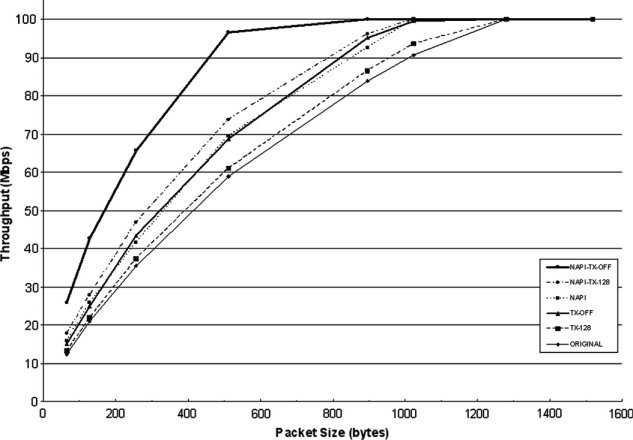 100
90
80
70
60
50
40
30
20
10
0
Throughput (Mbps)
NAPI-TX-OFF
NAPI-TX-128
NAPI
TX-OFF
TX-128
ORIGINAL
0 200 400 600 800 1000 1200 1400 1600
Packet Size (bytes)